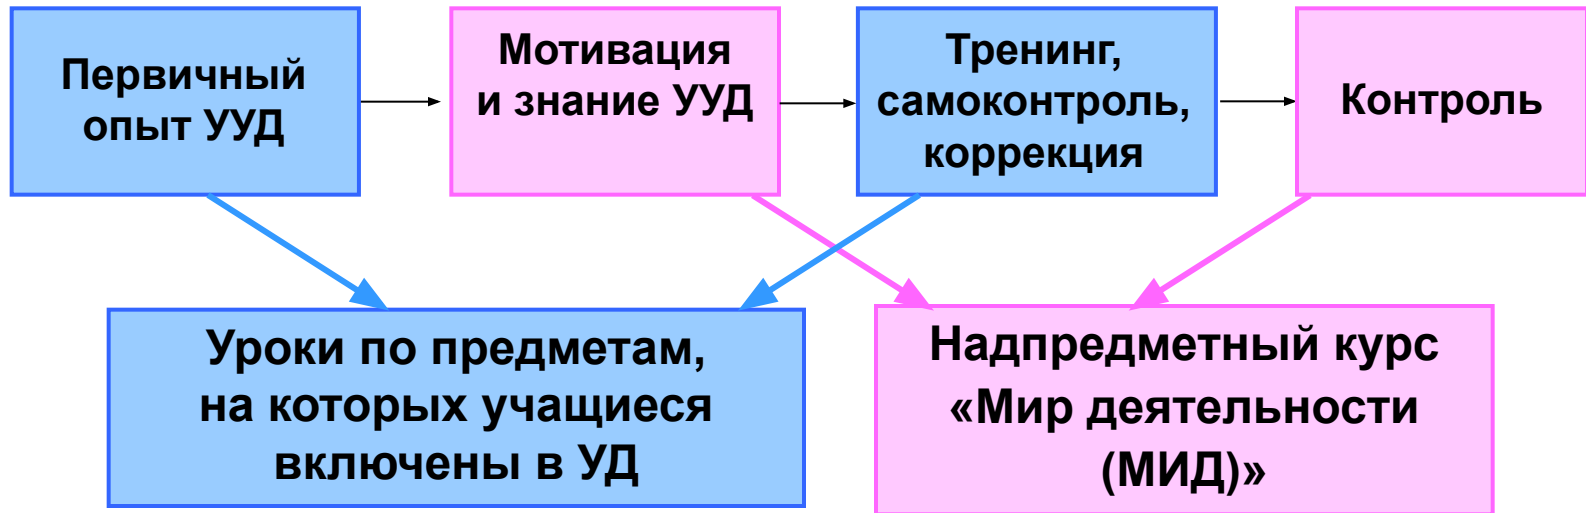 Первичный
опыт УУД
Мотивация
и знание УУД
Тренинг,
самоконтроль,
коррекция
Контроль
Уроки по предметам,
на которых учащиеся
включены в УД
Надпредметный курс
«Мир деятельности
(МИД)»